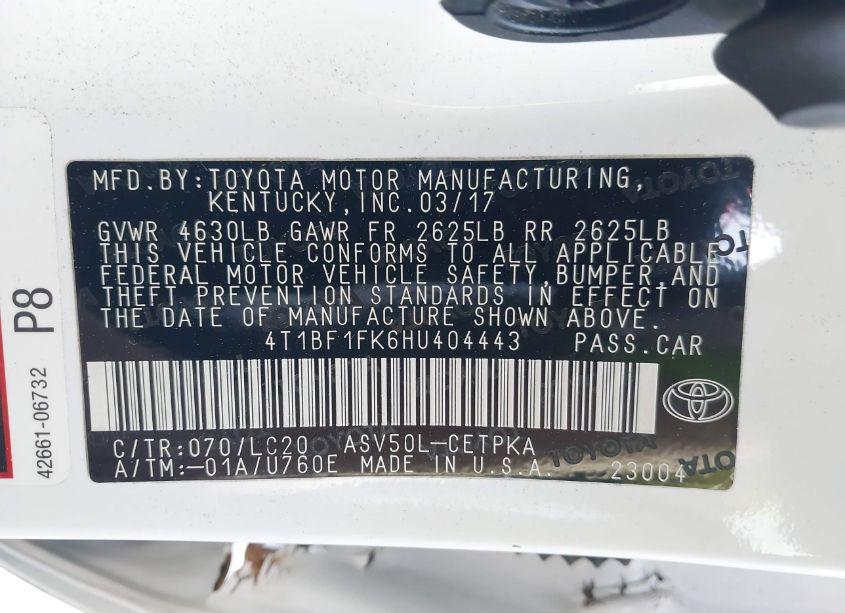 MFD.BY:TOYOTA MOTOR MANUFACTURING,
KENTUCKY,INC.03/17
GVWR 4630LB GAWR FR 2625LB RR 2625LB
THIS VEHICLE CONFORMS TO ALL APPLICABLE
FEDERAL MOTOR VEHICLE SAFETY,BUMPER,AND
THEFT PREVENTION STANDARDS IN EFFECT ON
THE DATE OF MANUFACTURE SHOWN ABOVE.
4T1BF1FK6HU404443 PASS.CAR
C/TR:070/LC20 ASV50L-CETPKA
A/TM:-01A/U760E MADE IN U.S.A. 23004
P8
42661-06732